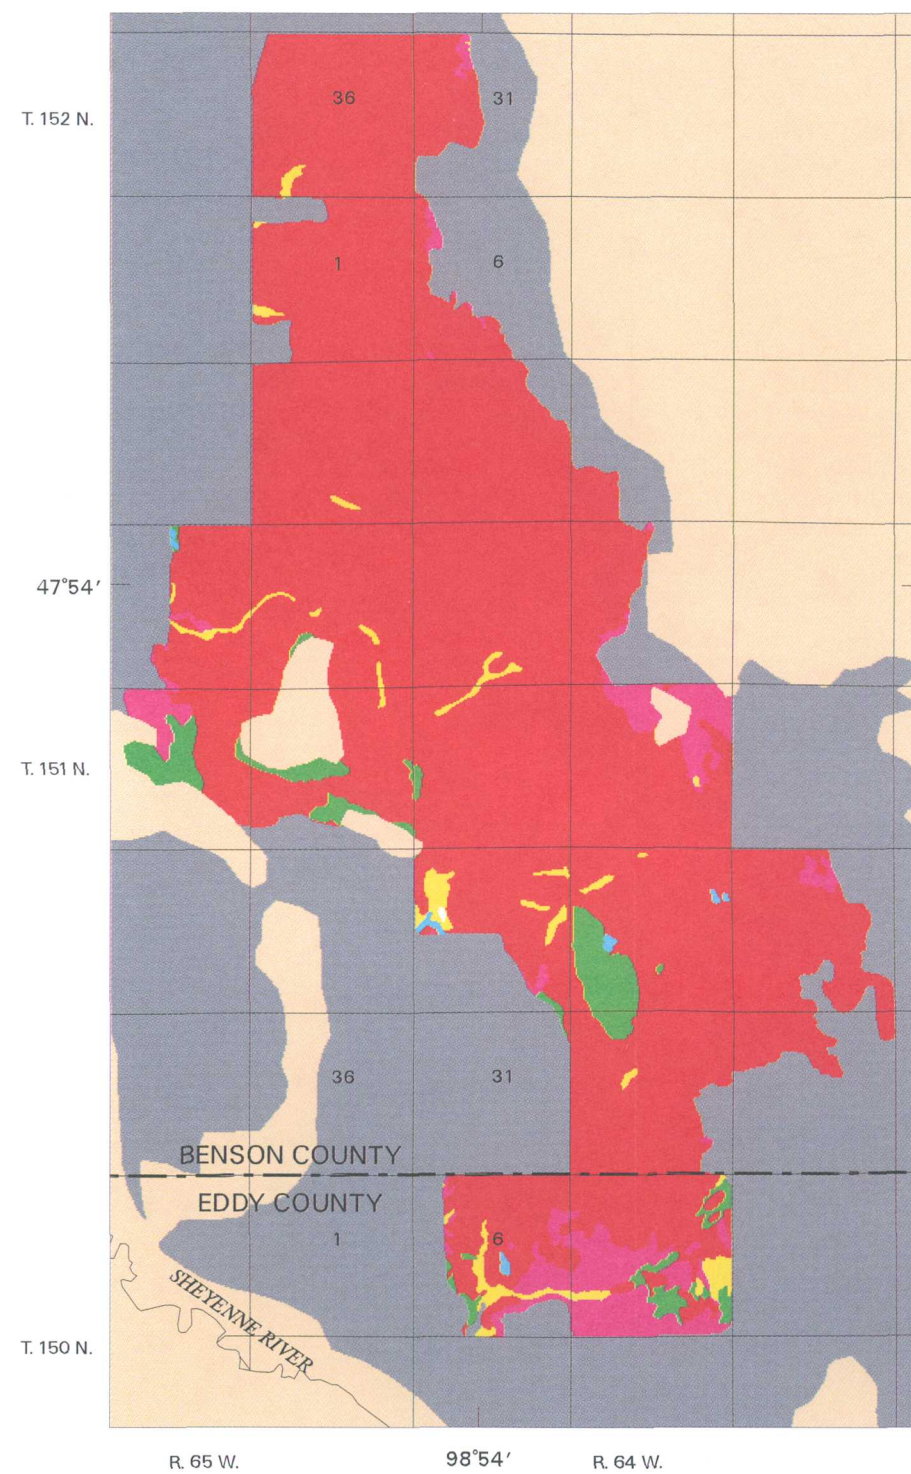 36 31
T. 152 N.
1 6
47°54′
T. 151 N.
36 31
BENSON COUNTY
EDDY COUNTY
1 6
SHEYENNE RIVER
T. 150 N.
R. 65 W. 98°54′ R. 64 W.